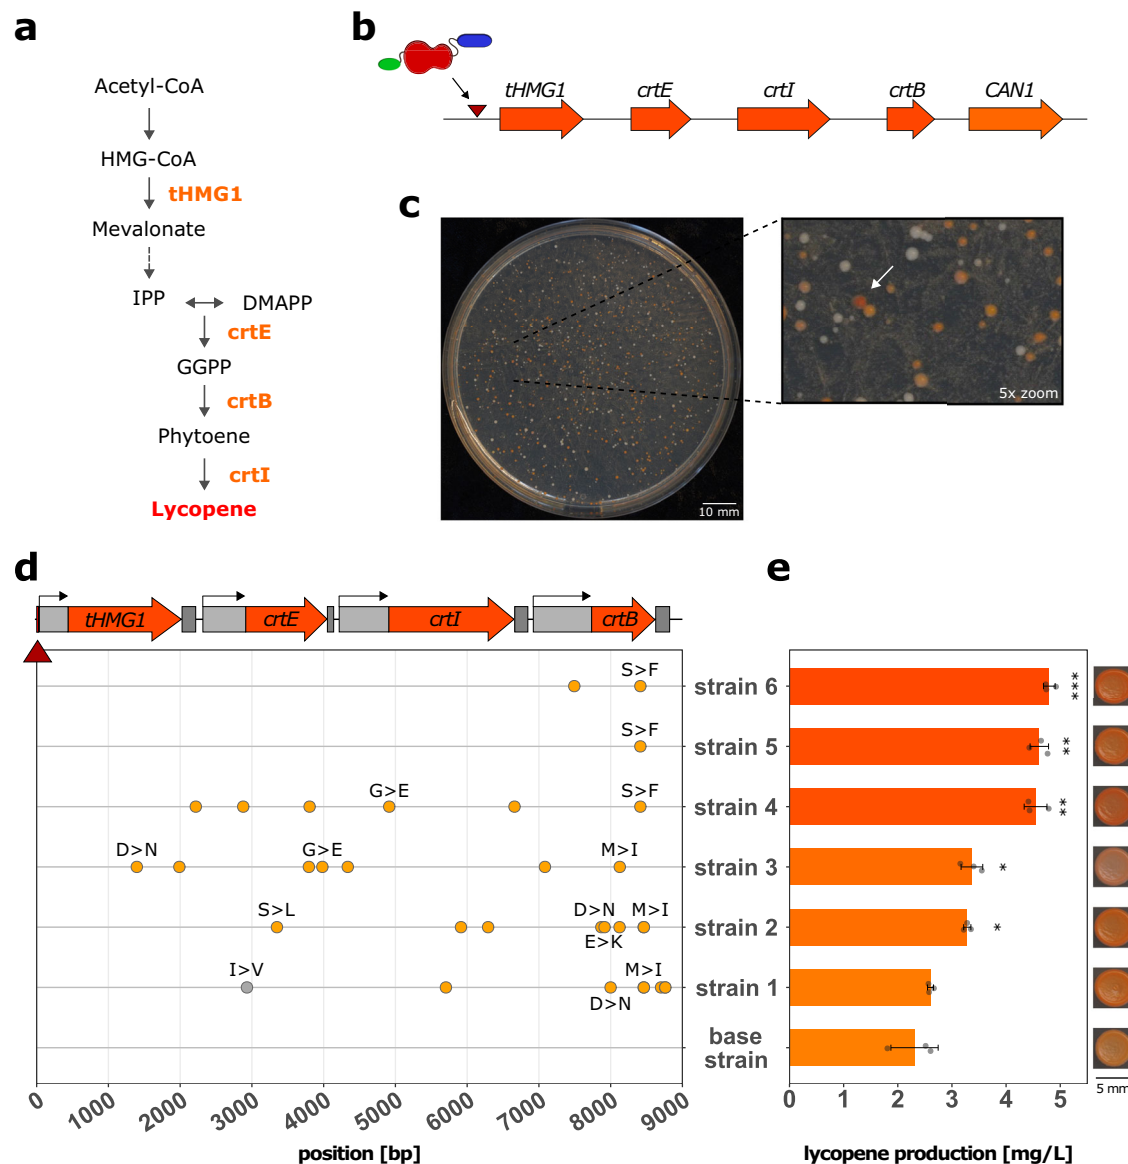 a
Acetyl-CoA
HMG-CoA
tHMG1
Mevalonate
IPP
DMAPP
crtE
GGPP
crtB
Phytoene
crtI
Lycopene
b
tHMG1 crtE crtI crtB CAN1
c
10 mm
5x zoom
d
tHMG1 crtE crtI crtB
S>F
S>F
G>E S>F
D>N G>E M>I
S>L D>N M>I
E>K
I>V M>I
D>N
0 1000 2000 3000 4000 5000 6000 7000 8000 9000
position [bp]
strain 6
strain 5
strain 4
strain 3
strain 2
strain 1
base
strain
e
***
**
**
*
*
5 mm
0 1 2 3 4 5
lycopene production [mg/L]